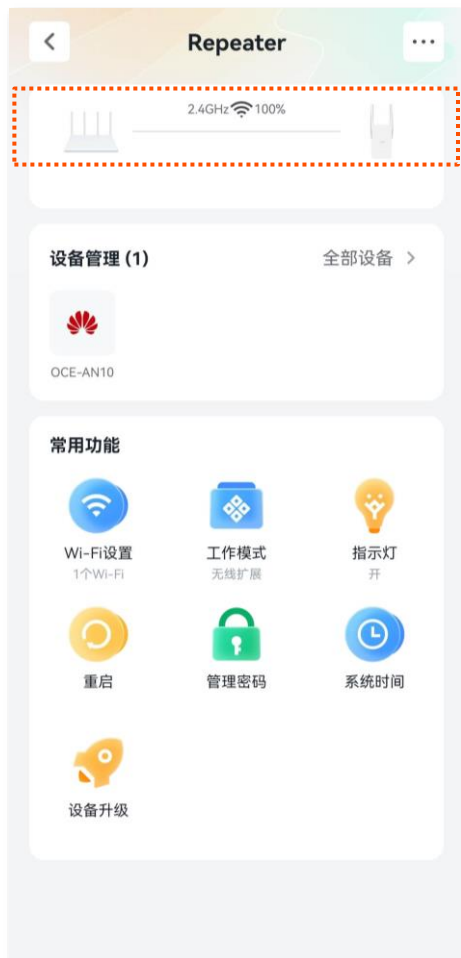 Repeater
2.4GHz 100%
设备管理 (1)
全部设备 >
OCE-AN10
常用功能
Wi-Fi设置
工作模式
指示灯
1个Wi-Fi
无线扩展
开
重启
管理密码
系统时间
设备升级